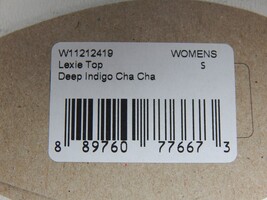 W11212419 WOMENS
Lexie Top S
Deep Indigo Cha Cha
8 89760 77667 3